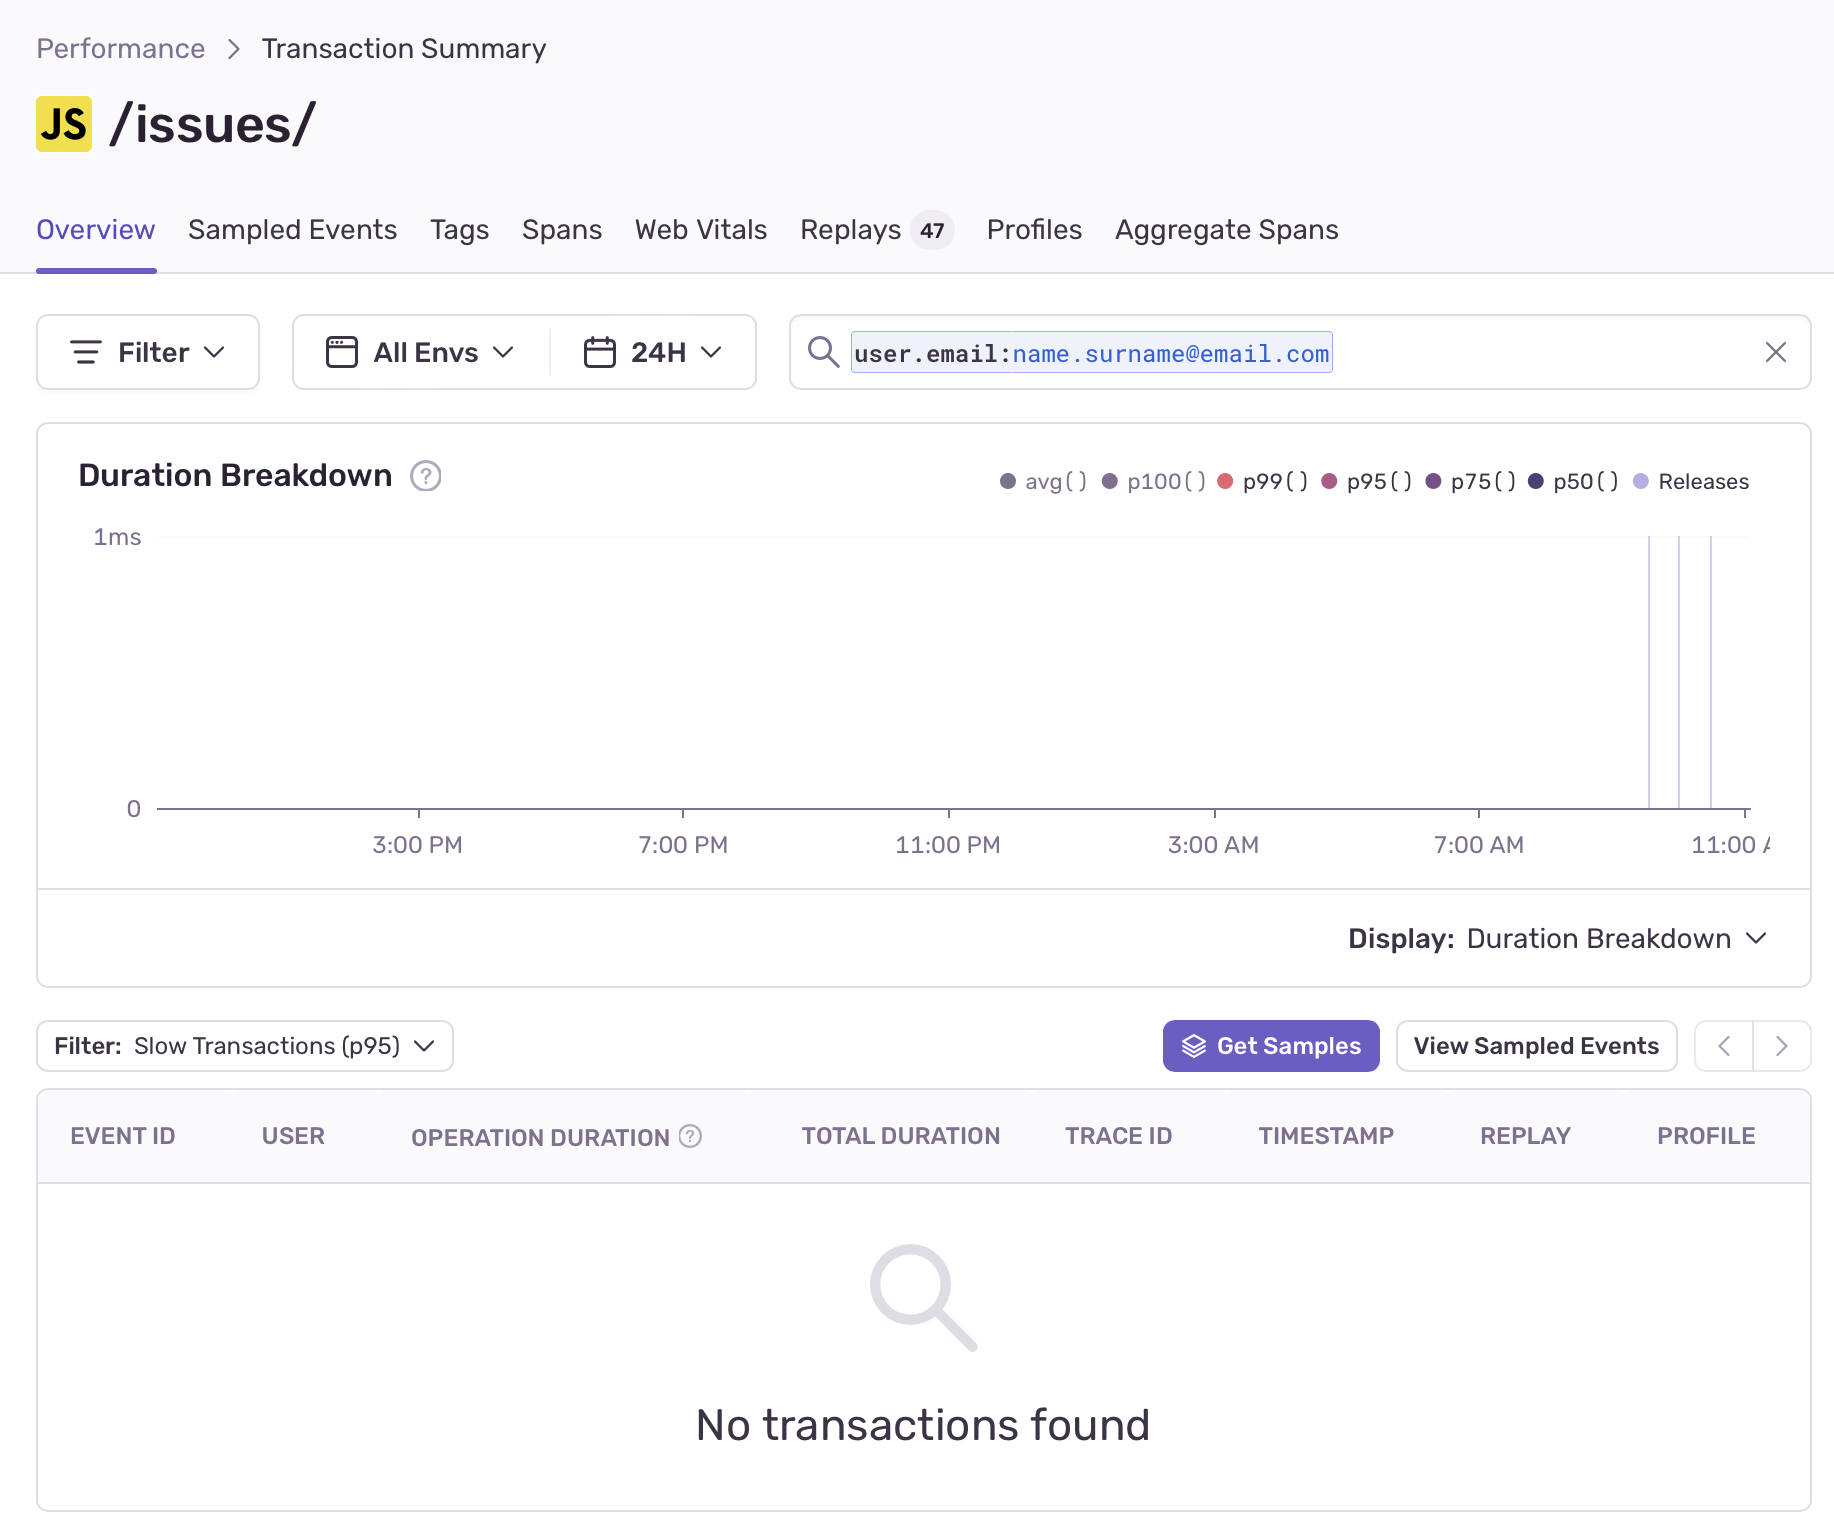 Performance > Transaction Summary
JS /issues/
Overview Sampled Events Tags Spans Web Vitals Replays 47 Profiles Aggregate Spans
Filter All Envs 24H user.email:name.surname@email.com
Duration Breakdown ? avg() p100() p99() p95() p75() p50() Releases
1ms
0
3:00 PM 7:00 PM 11:00 PM 3:00 AM 7:00 AM 11:00 A
Display: Duration Breakdown
Filter: Slow Transactions (p95) Get Samples View Sampled Events
EVENT ID USER OPERATION DURATION ? TOTAL DURATION TRACE ID TIMESTAMP REPLAY PROFILE
No transactions found